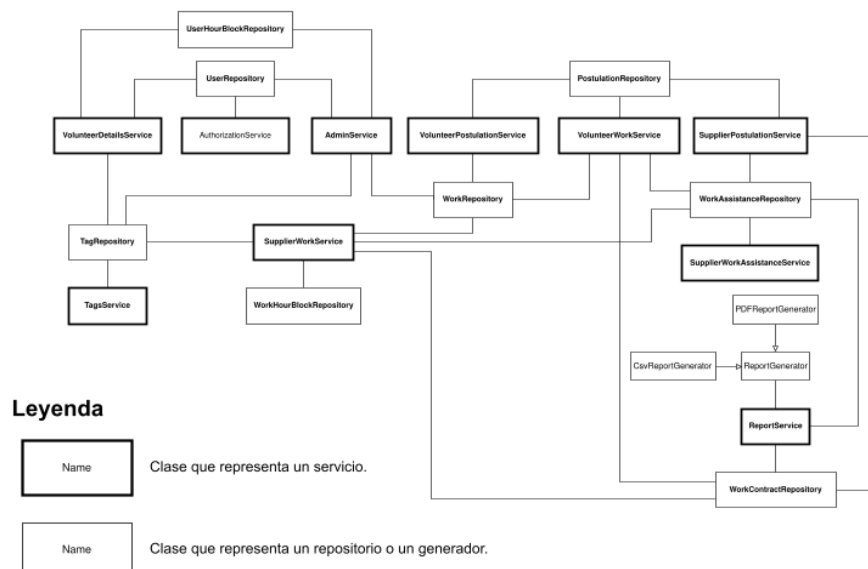 UserHourBlockRepository
UserRepository
PostulationRepository
VolunteerDetailsService
AuthorizationService
AdminService
VolunteerPostulationService
VolunteerWorkService
SupplierPostulationService
WorkRepository
WorkAssistanceRepository
TagRepository
SupplierWorkService
SupplierWorkAssistanceService
TagsService
WorkHourBlockRepository
PDFReportGenerator
CsvReportGenerator
ReportGenerator
Leyenda
ReportService
Name
Clase que representa un servicio.
WorkContractRepository
Name
Clase que representa un repositorio o un generador.